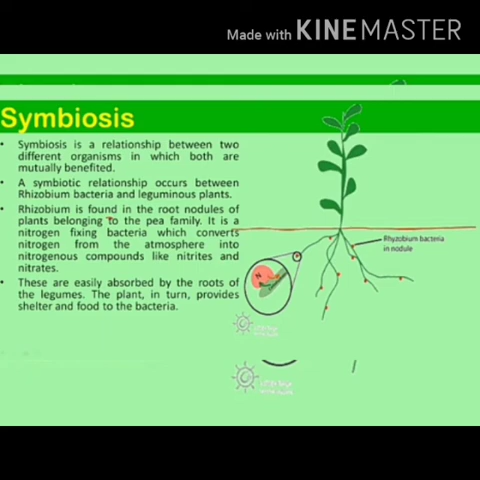 Made with KINEMASTER
Symbiosis
• Symbiosis is a relationship between two
different organisms in which both are
mutually benefited.
• A symbiotic relationship occurs between
Rhizobium bacteria and leguminous plants.
• Rhizobium is found in the root nodules of
plants belonging to the pea family. It is a
nitrogen fixing bacteria which converts
nitrogen from the atmosphere into
nitrogenous compounds like nitrites and
nitrates.
• These are easily absorbed by the roots of
the legumes. The plant, in turn, provides
shelter and food to the bacteria.
Rhyzobium bacteria
in nodule
N